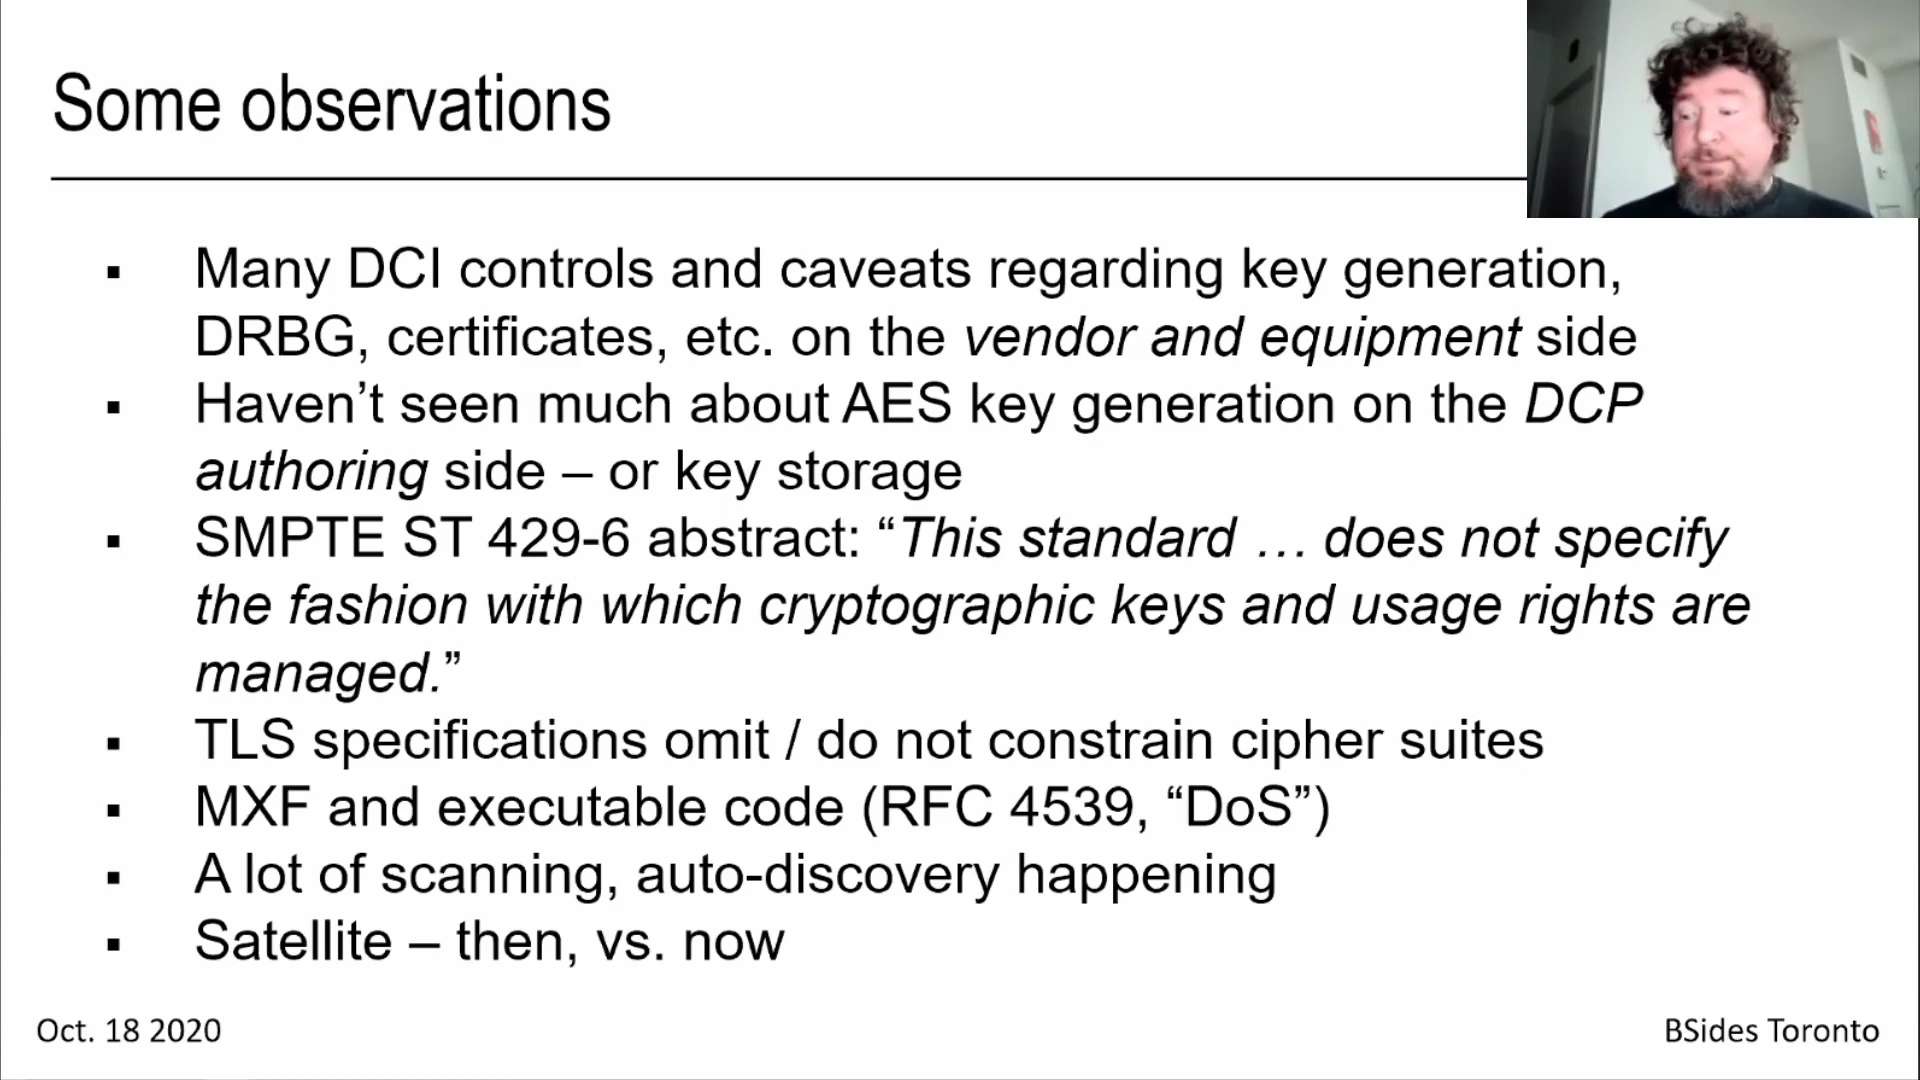 Some observations
▪ Many DCI controls and caveats regarding key generation,
DRBG, certificates, etc. on the vendor and equipment side
▪ Haven’t seen much about AES key generation on the DCP
authoring side – or key storage
▪ SMPTE ST 429-6 abstract: “This standard … does not specify
the fashion with which cryptographic keys and usage rights are
managed.”
▪ TLS specifications omit / do not constrain cipher suites
▪ MXF and executable code (RFC 4539, “DoS”)
▪ A lot of scanning, auto-discovery happening
▪ Satellite – then, vs. now
Oct. 18 2020
BSides Toronto